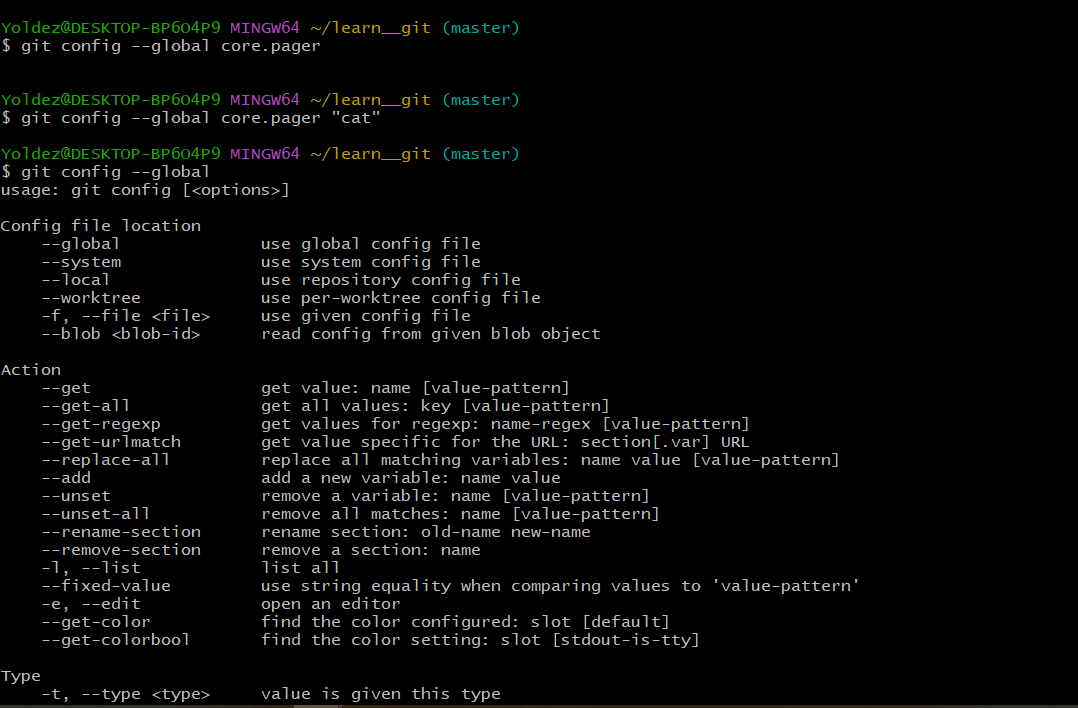 Yoldez@DESKTOP-BP6O4P9 MINGW64 ~/learn__git (master)
$ git config --global core.pager
Yoldez@DESKTOP-BP6O4P9 MINGW64 ~/learn__git (master)
$ git config --global core.pager "cat"
Yoldez@DESKTOP-BP6O4P9 MINGW64 ~/learn__git (master)
$ git config --global
usage: git config [<options>]
Config file location
    --global              use global config file
    --system              use system config file
    --local               use repository config file
    --worktree            use per-worktree config file
    -f, --file <file>     use given config file
    --blob <blob-id>      read config from given blob object
Action
    --get                 get value: name [value-pattern]
    --get-all             get all values: key [value-pattern]
    --get-regexp          get values for regexp: name-regex [value-pattern]
    --get-urlmatch        get value specific for the URL: section[.var] URL
    --replace-all         replace all matching variables: name value [value-pattern]
    --add                 add a new variable: name value
    --unset               remove a variable: name [value-pattern]
    --unset-all           remove all matches: name [value-pattern]
    --rename-section      rename section: old-name new-name
    --remove-section      remove a section: name
    -l, --list            list all
    --fixed-value         use string equality when comparing values to 'value-pattern'
    -e, --edit            open an editor
    --get-color           find the color configured: slot [default]
    --get-colorbool       find the color setting: slot [stdout-is-tty]
Type
    -t, --type <type>     value is given this type